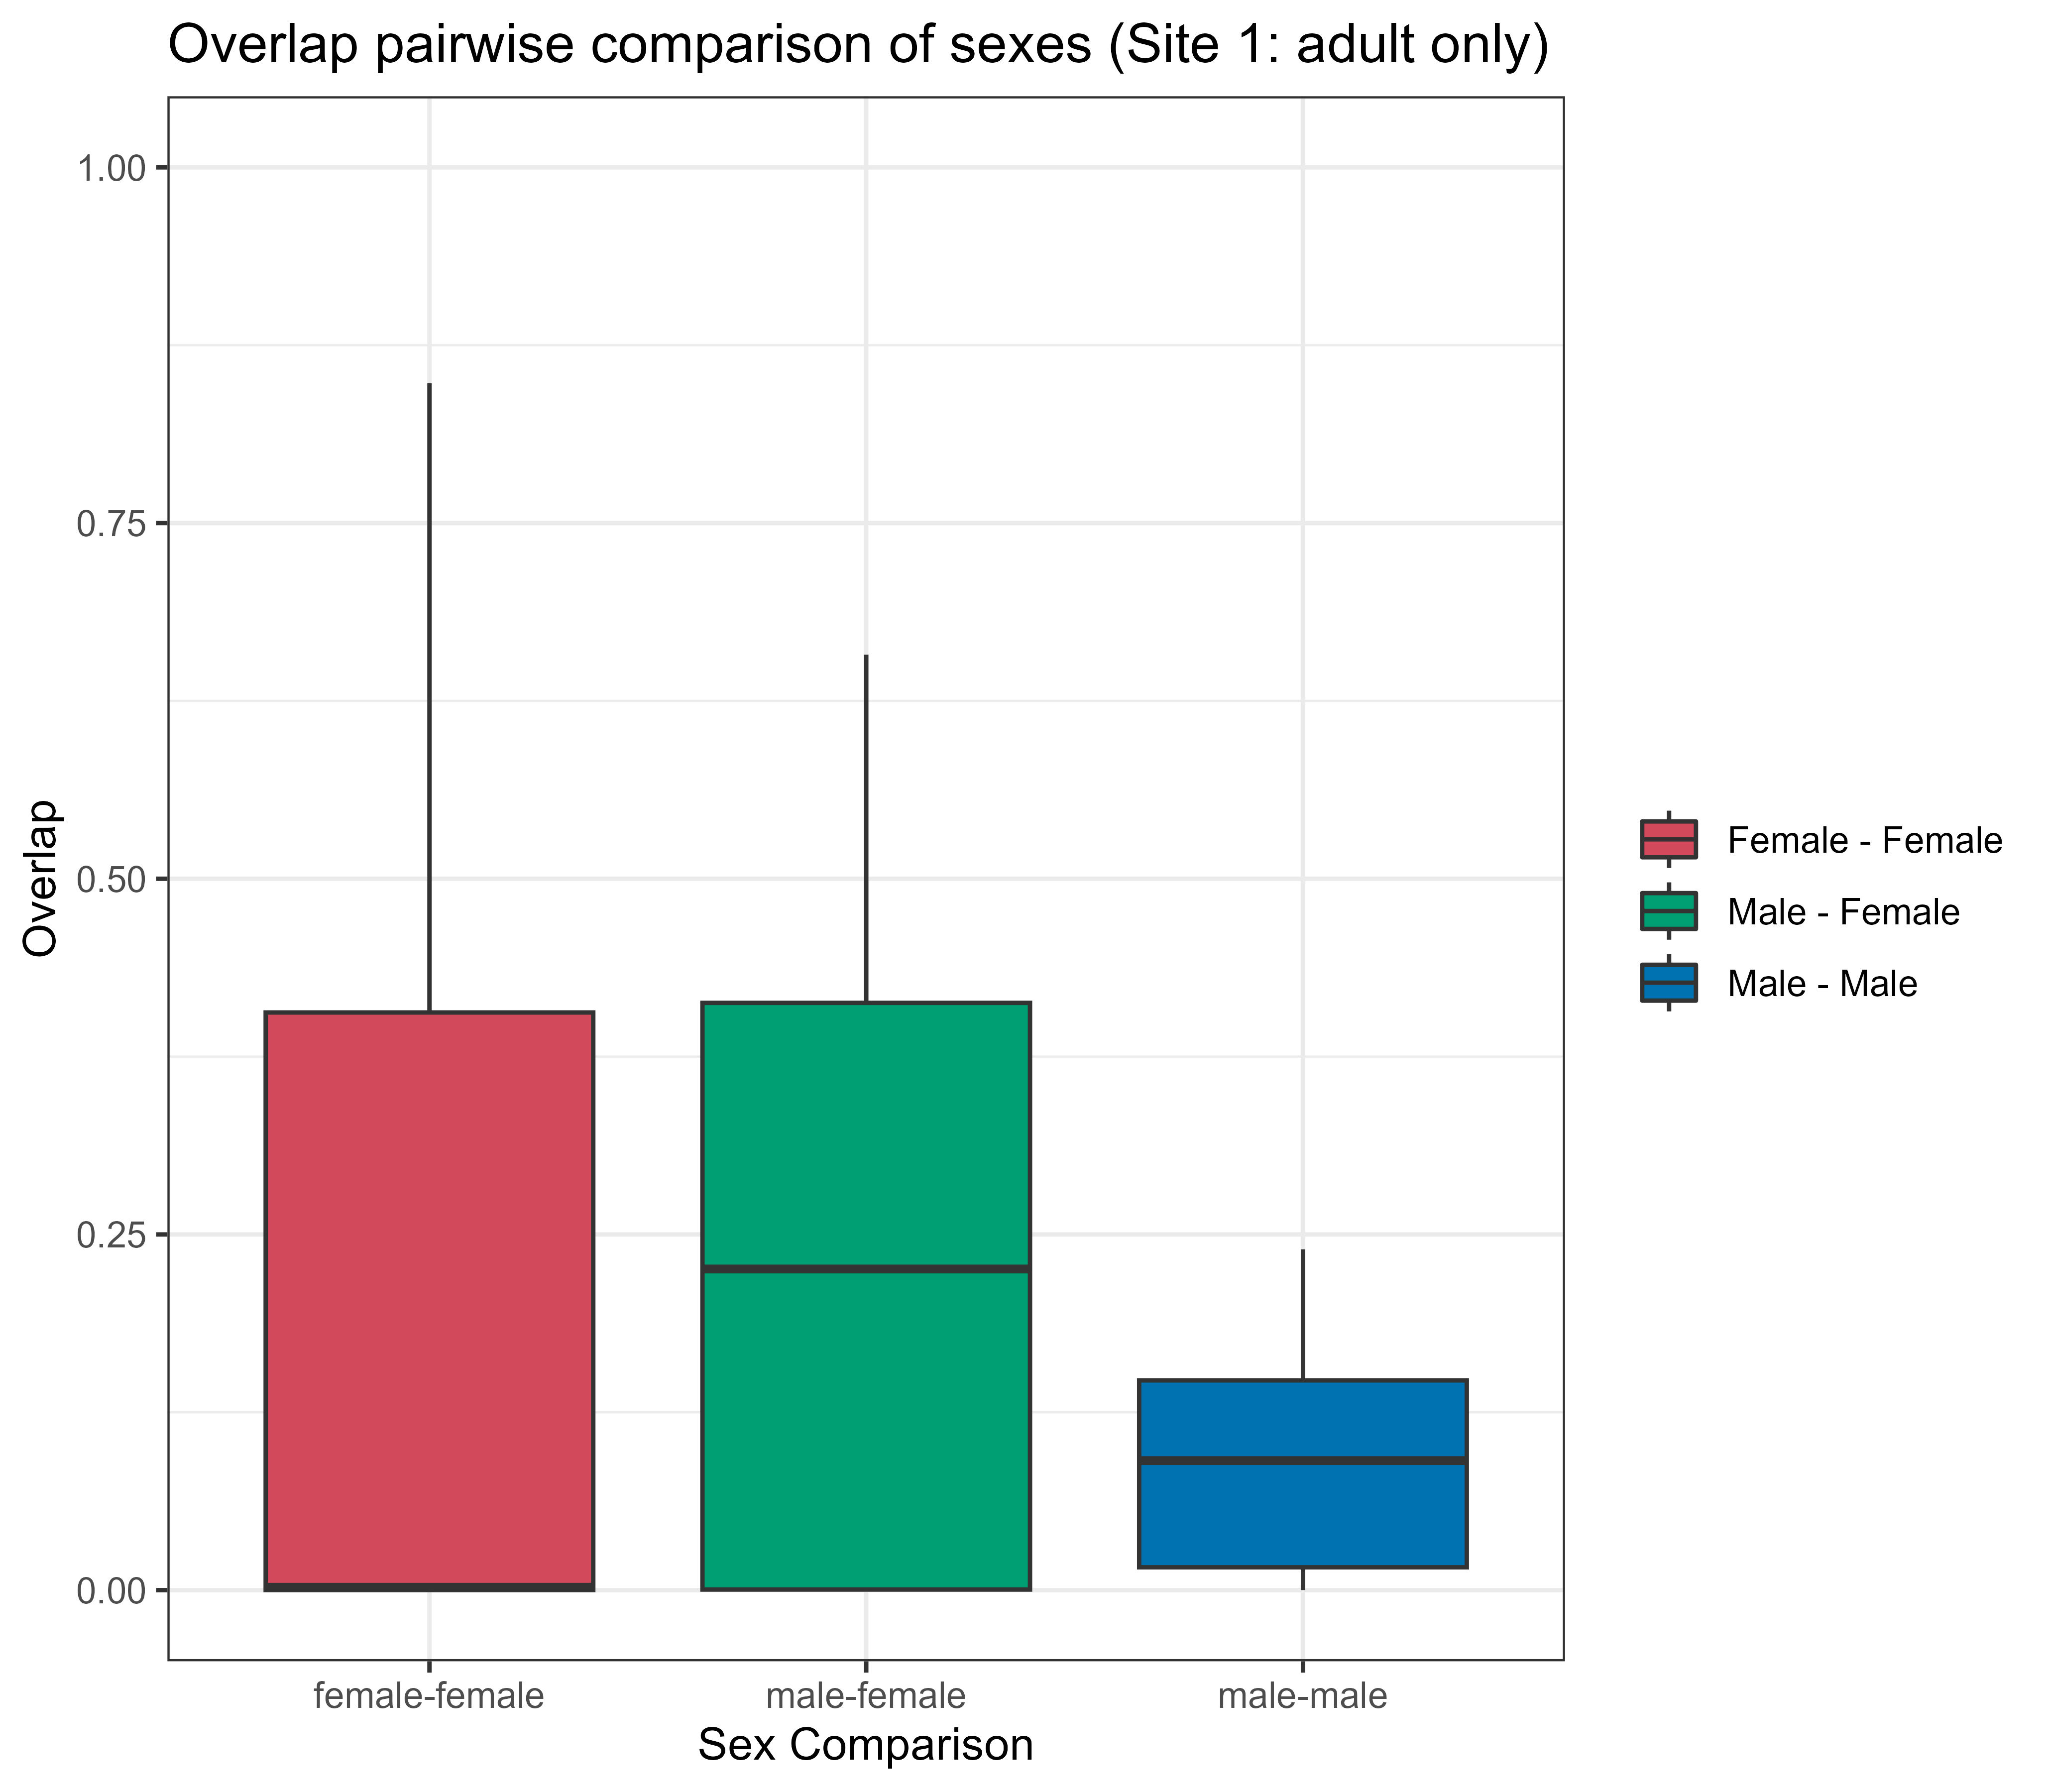 Overlap pairwise comparison of sexes (Site 1: adult only)
1.00
0.75
0.50
0.25
0.00
Overlap
female-female
male-female
male-male
Sex Comparison
Female - Female
Male - Female
Male - Male